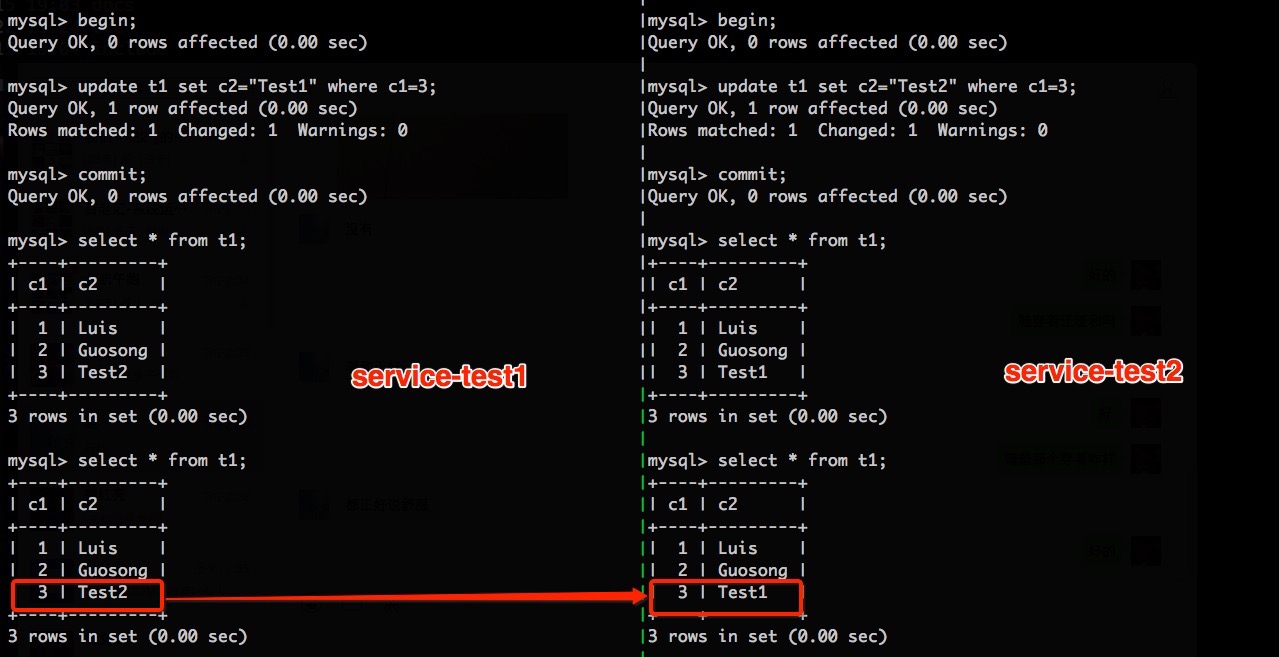 mysql> begin;
Query OK, 0 rows affected (0.00 sec)
mysql> update t1 set c2="Test1" where c1=3;
Query OK, 1 row affected (0.00 sec)
Rows matched: 1  Changed: 1  Warnings: 0
mysql> commit;
Query OK, 0 rows affected (0.00 sec)
mysql> select * from t1;
+----+---------+
| c1 | c2      |
+----+---------+
|  1 | Luis    |
|  2 | Guosong |
|  3 | Test2   |
+----+---------+
3 rows in set (0.00 sec)
mysql> select * from t1;
+----+---------+
| c1 | c2      |
+----+---------+
|  1 | Luis    |
|  2 | Guosong |
3 | Test2
+----+---------+
3 rows in set (0.00 sec)
service-test1
|mysql> begin;
|Query OK, 0 rows affected (0.00 sec)
|
|mysql> update t1 set c2="Test2" where c1=3;
|Query OK, 1 row affected (0.00 sec)
|Rows matched: 1  Changed: 1  Warnings: 0
|
|mysql> commit;
|Query OK, 0 rows affected (0.00 sec)
|
|mysql> select * from t1;
|+----+---------+
|| c1 | c2      |
|+----+---------+
||  1 | Luis    |
||  2 | Guosong |
||  3 | Test1   |
|+----+---------+
|3 rows in set (0.00 sec)
|
|mysql> select * from t1;
|+----+---------+
|| c1 | c2      |
|+----+---------+
||  1 | Luis    |
||  2 | Guosong |
3 | Test1
+----+---------+
|3 rows in set (0.00 sec)
service-test2